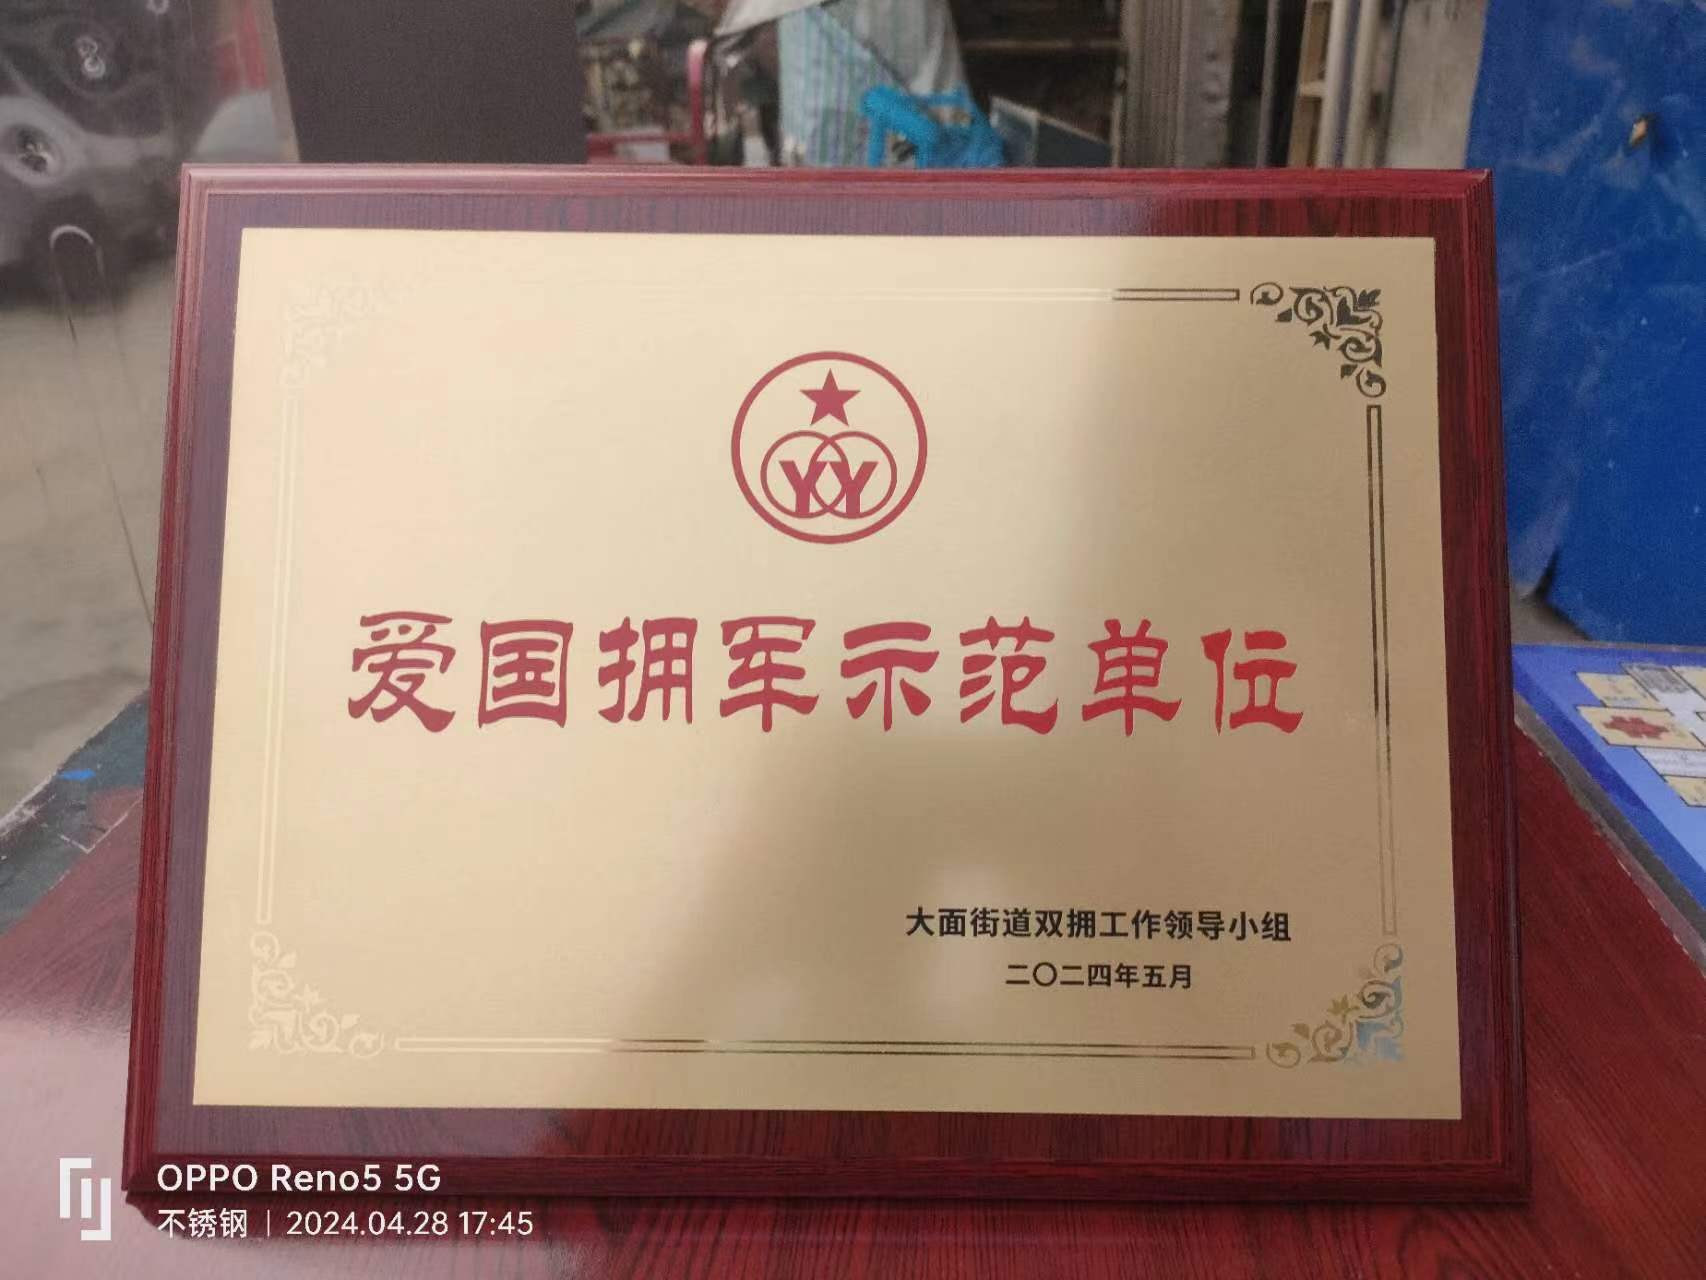 YY
爱国拥军示范单位
大面街道双拥工作领导小组
二〇二四年五月
OPPO Reno5 5G
不锈钢 | 2024.04.28 17:45